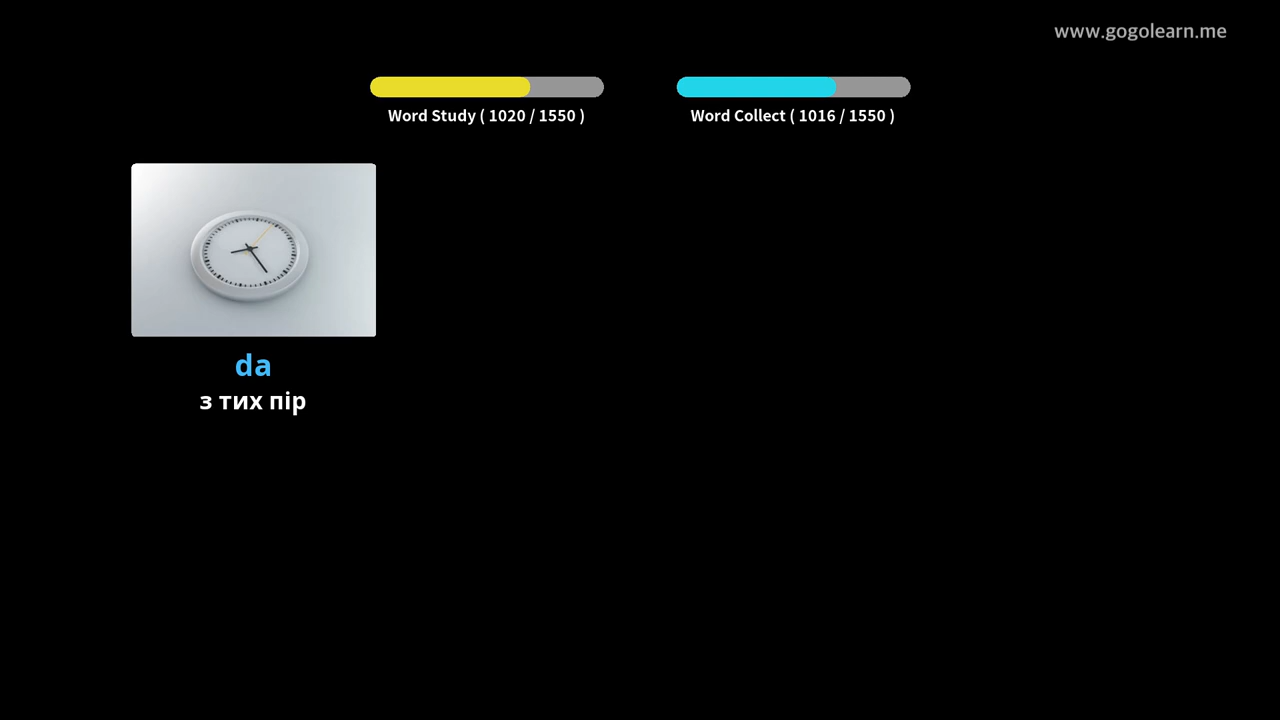 www.gogolearn.me
Word Study ( 1020 / 1550 )
Word Collect ( 1016 / 1550 )
da
з тих пір